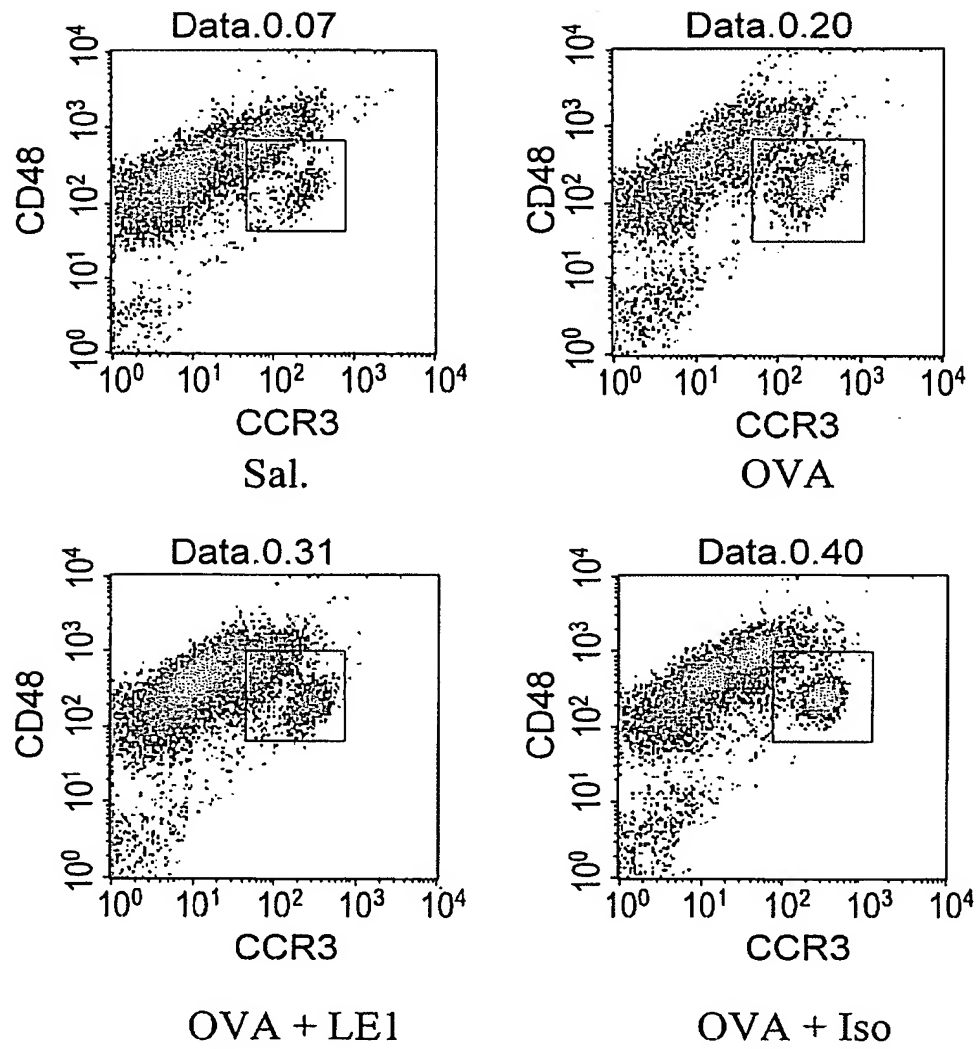 Data.0.07
10⁴
10³
10²
10¹
10⁰
CD48
10⁰ 10¹ 10² 10³ 10⁴
CCR3
Sal.
Data.0.20
10⁴
10³
10²
10¹
10⁰
CD48
10⁰ 10¹ 10² 10³ 10⁴
CCR3
OVA
Data.0.31
10⁴
10³
10²
10¹
10⁰
CD48
10⁰ 10¹ 10² 10³ 10⁴
CCR3
OVA + LE1
Data.0.40
10⁴
10³
10²
10¹
10⁰
CD48
10⁰ 10¹ 10² 10³ 10⁴
CCR3
OVA + Iso